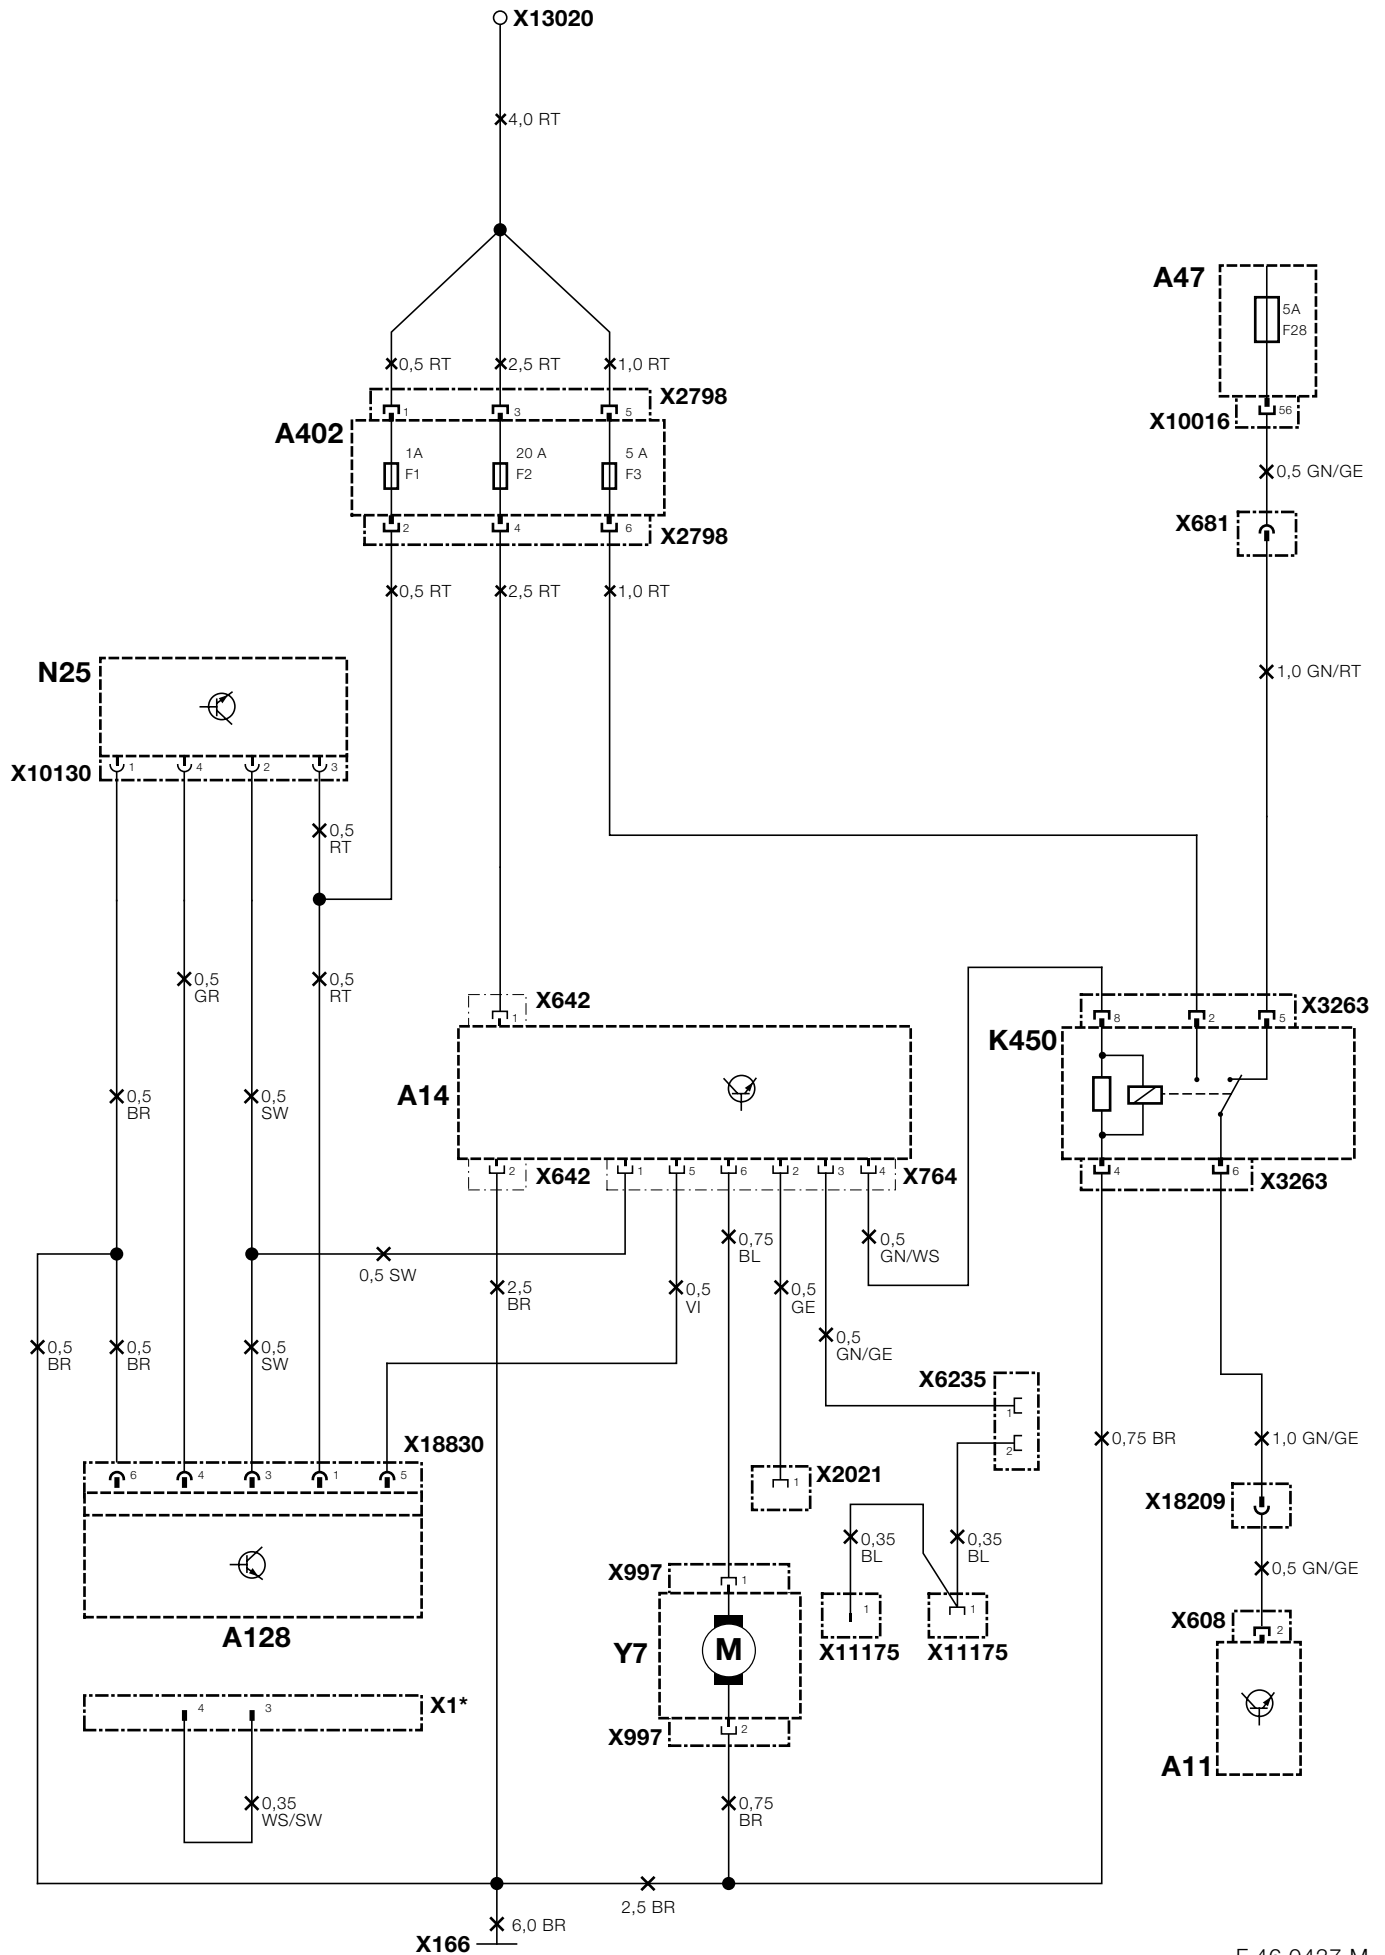 X13020
4,0 RT
A47
5A
F28
0,5 RT
2,5 RT
1,0 RT
X2798
1
3
5
56
X10016
A402
1A
F1
20 A
F2
5 A
F3
0,5 GN/GE
2
4
6
X2798
X681
0,5 RT
2,5 RT
1,0 RT
N25
1,0 GN/RT
X10130
1
4
2
3
0,5
RT
0,5
GR
0,5
RT
X642
1
X3263
8
2
5
K450
A14
0,5
BR
0,5
SW
2
X642
1
5
6
2
3
4
X764
4
6
X3263
0,75
BL
0,5
GN/WS
0,5 SW
2,5
BR
0,5
VI
0,5
GE
0,5
GN/GE
0,5
BR
0,5
BR
0,5
SW
X6235
1
2
X18830
6
4
3
1
5
0,75 BR
1,0 GN/GE
X2021
1
X18209
0,35
BL
0,35
BL
0,5 GN/GE
X997
1
1
1
X608
2
A128
Y7
M
X11175
X11175
X1*
4
3
X997
2
A11
0,35
WS/SW
0,75
BR
2,5 BR
6,0 BR
X166